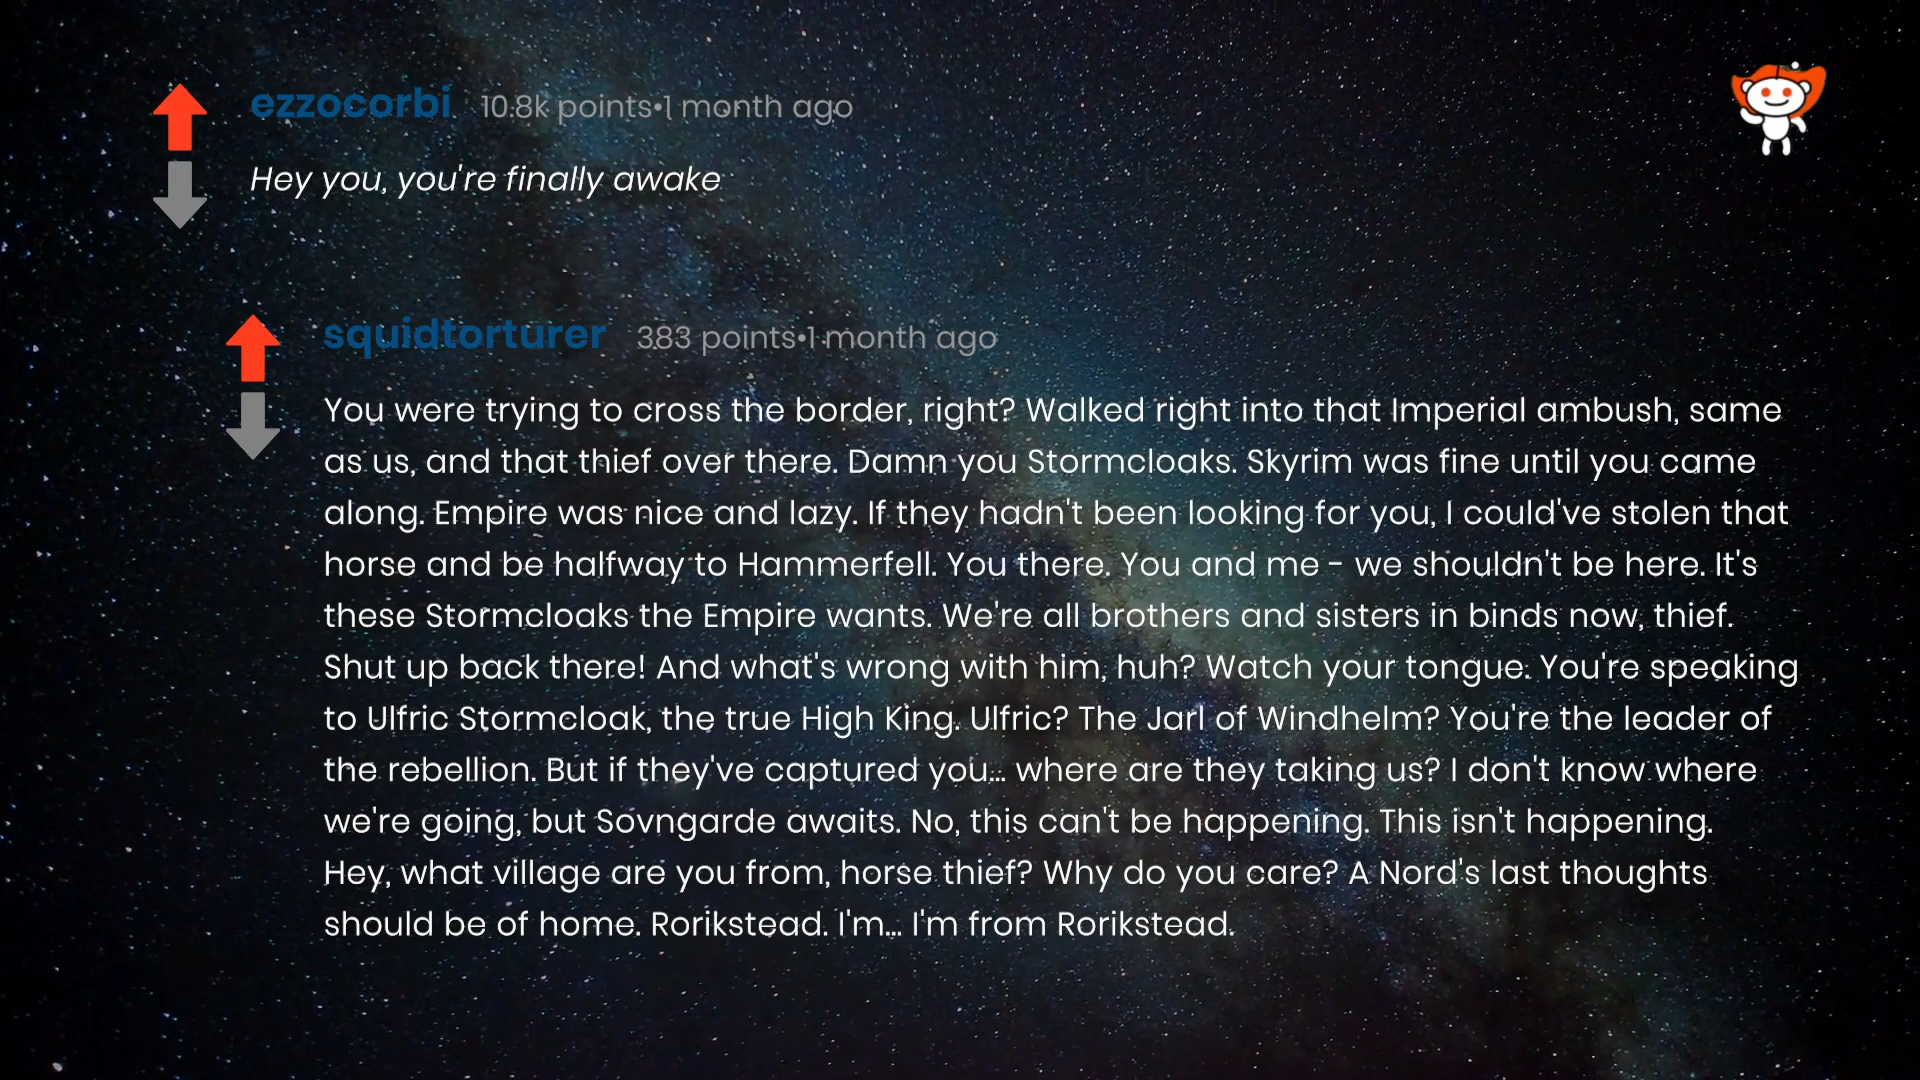 ezzocorbi 10.8k points•1 month ago
Hey you, you're finally awake
squidtorturer 383 points•1 month ago
You were trying to cross the border, right? Walked right into that Imperial ambush, same
as us, and that thief over there. Damn you Stormcloaks. Skyrim was fine until you came
along. Empire was nice and lazy. If they hadn't been looking for you, I could've stolen that
horse and be halfway to Hammerfell. You there. You and me - we shouldn't be here. It's
these Stormcloaks the Empire wants. We're all brothers and sisters in binds now, thief.
Shut up back there! And what's wrong with him, huh? Watch your tongue. You're speaking
to Ulfric Stormcloak, the true High King. Ulfric? The Jarl of Windhelm? You're the leader of
the rebellion. But if they've captured you... where are they taking us? I don't know where
we're going, but Sovngarde awaits. No, this can't be happening. This isn't happening.
Hey, what village are you from, horse thief? Why do you care? A Nord's last thoughts
should be of home. Rorikstead. I'm... I'm from Rorikstead.